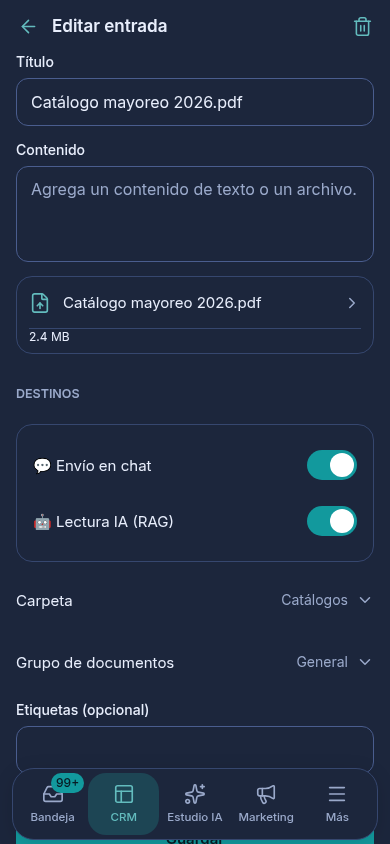 Editar entrada
Título
Catálogo mayoreo 2026.pdf
Contenido
Agrega un contenido de texto o un archivo.
Catálogo mayoreo 2026.pdf
2.4 MB
DESTINOS
💬 Envío en chat
🤖 Lectura IA (RAG)
Carpeta Catálogos
Grupo de documentos General
Etiquetas (opcional)
99+
Bandeja CRM Estudio IA Marketing Más